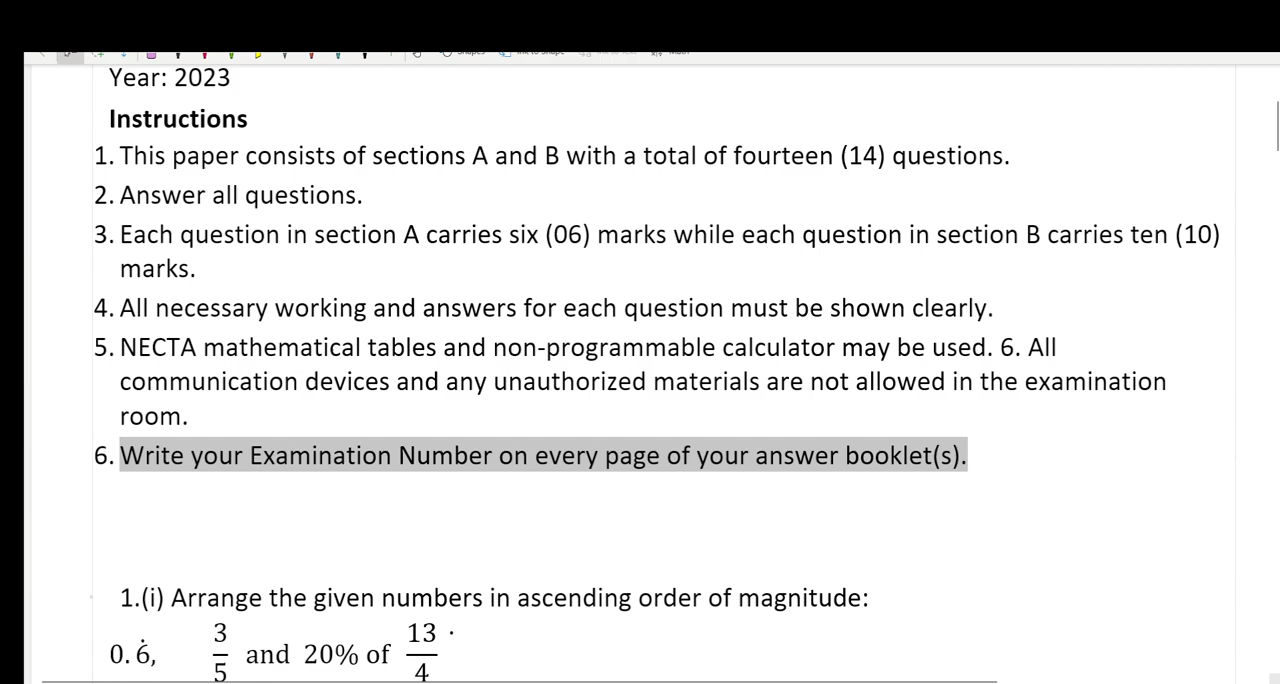 Year: 2023
Instructions
1. This paper consists of sections A and B with a total of fourteen (14) questions.
2. Answer all questions.
3. Each question in section A carries six (06) marks while each question in section B carries ten (10)
marks.
4. All necessary working and answers for each question must be shown clearly.
5. NECTA mathematical tables and non-programmable calculator may be used. 6. All
communication devices and any unauthorized materials are not allowed in the examination
room.
6. Write your Examination Number on every page of your answer booklet(s).
1.(i) Arrange the given numbers in ascending order of magnitude:
0.6̇, 3/5 and 20% of 13/4 ·